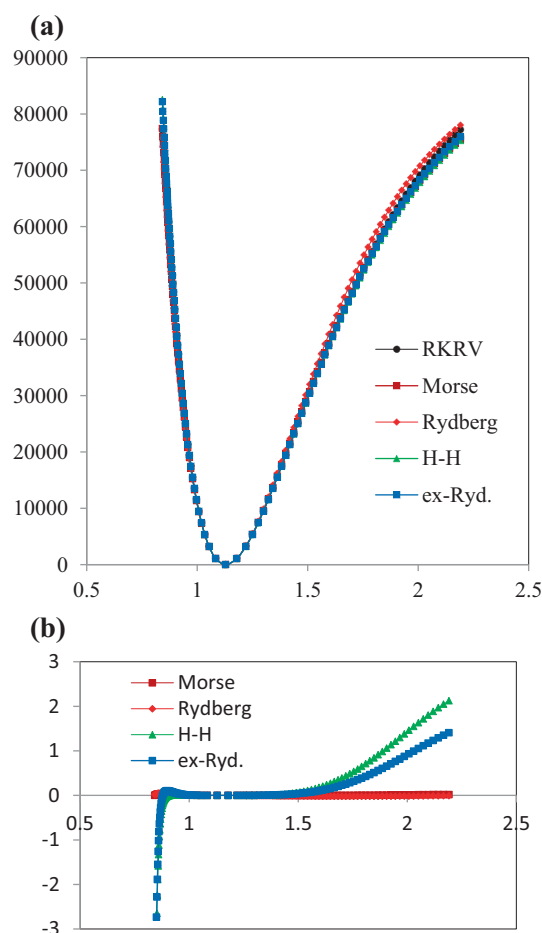 (a)
90000
80000
70000
60000
50000
40000
30000
20000
10000
0
0.5 1 1.5 2 2.5
RKRV
Morse
Rydberg
H-H
ex-Ryd.
(b)
3
2
1
0
-1
-2
-3
0.5 1 1.5 2 2.5
Morse
Rydberg
H-H
ex-Ryd.